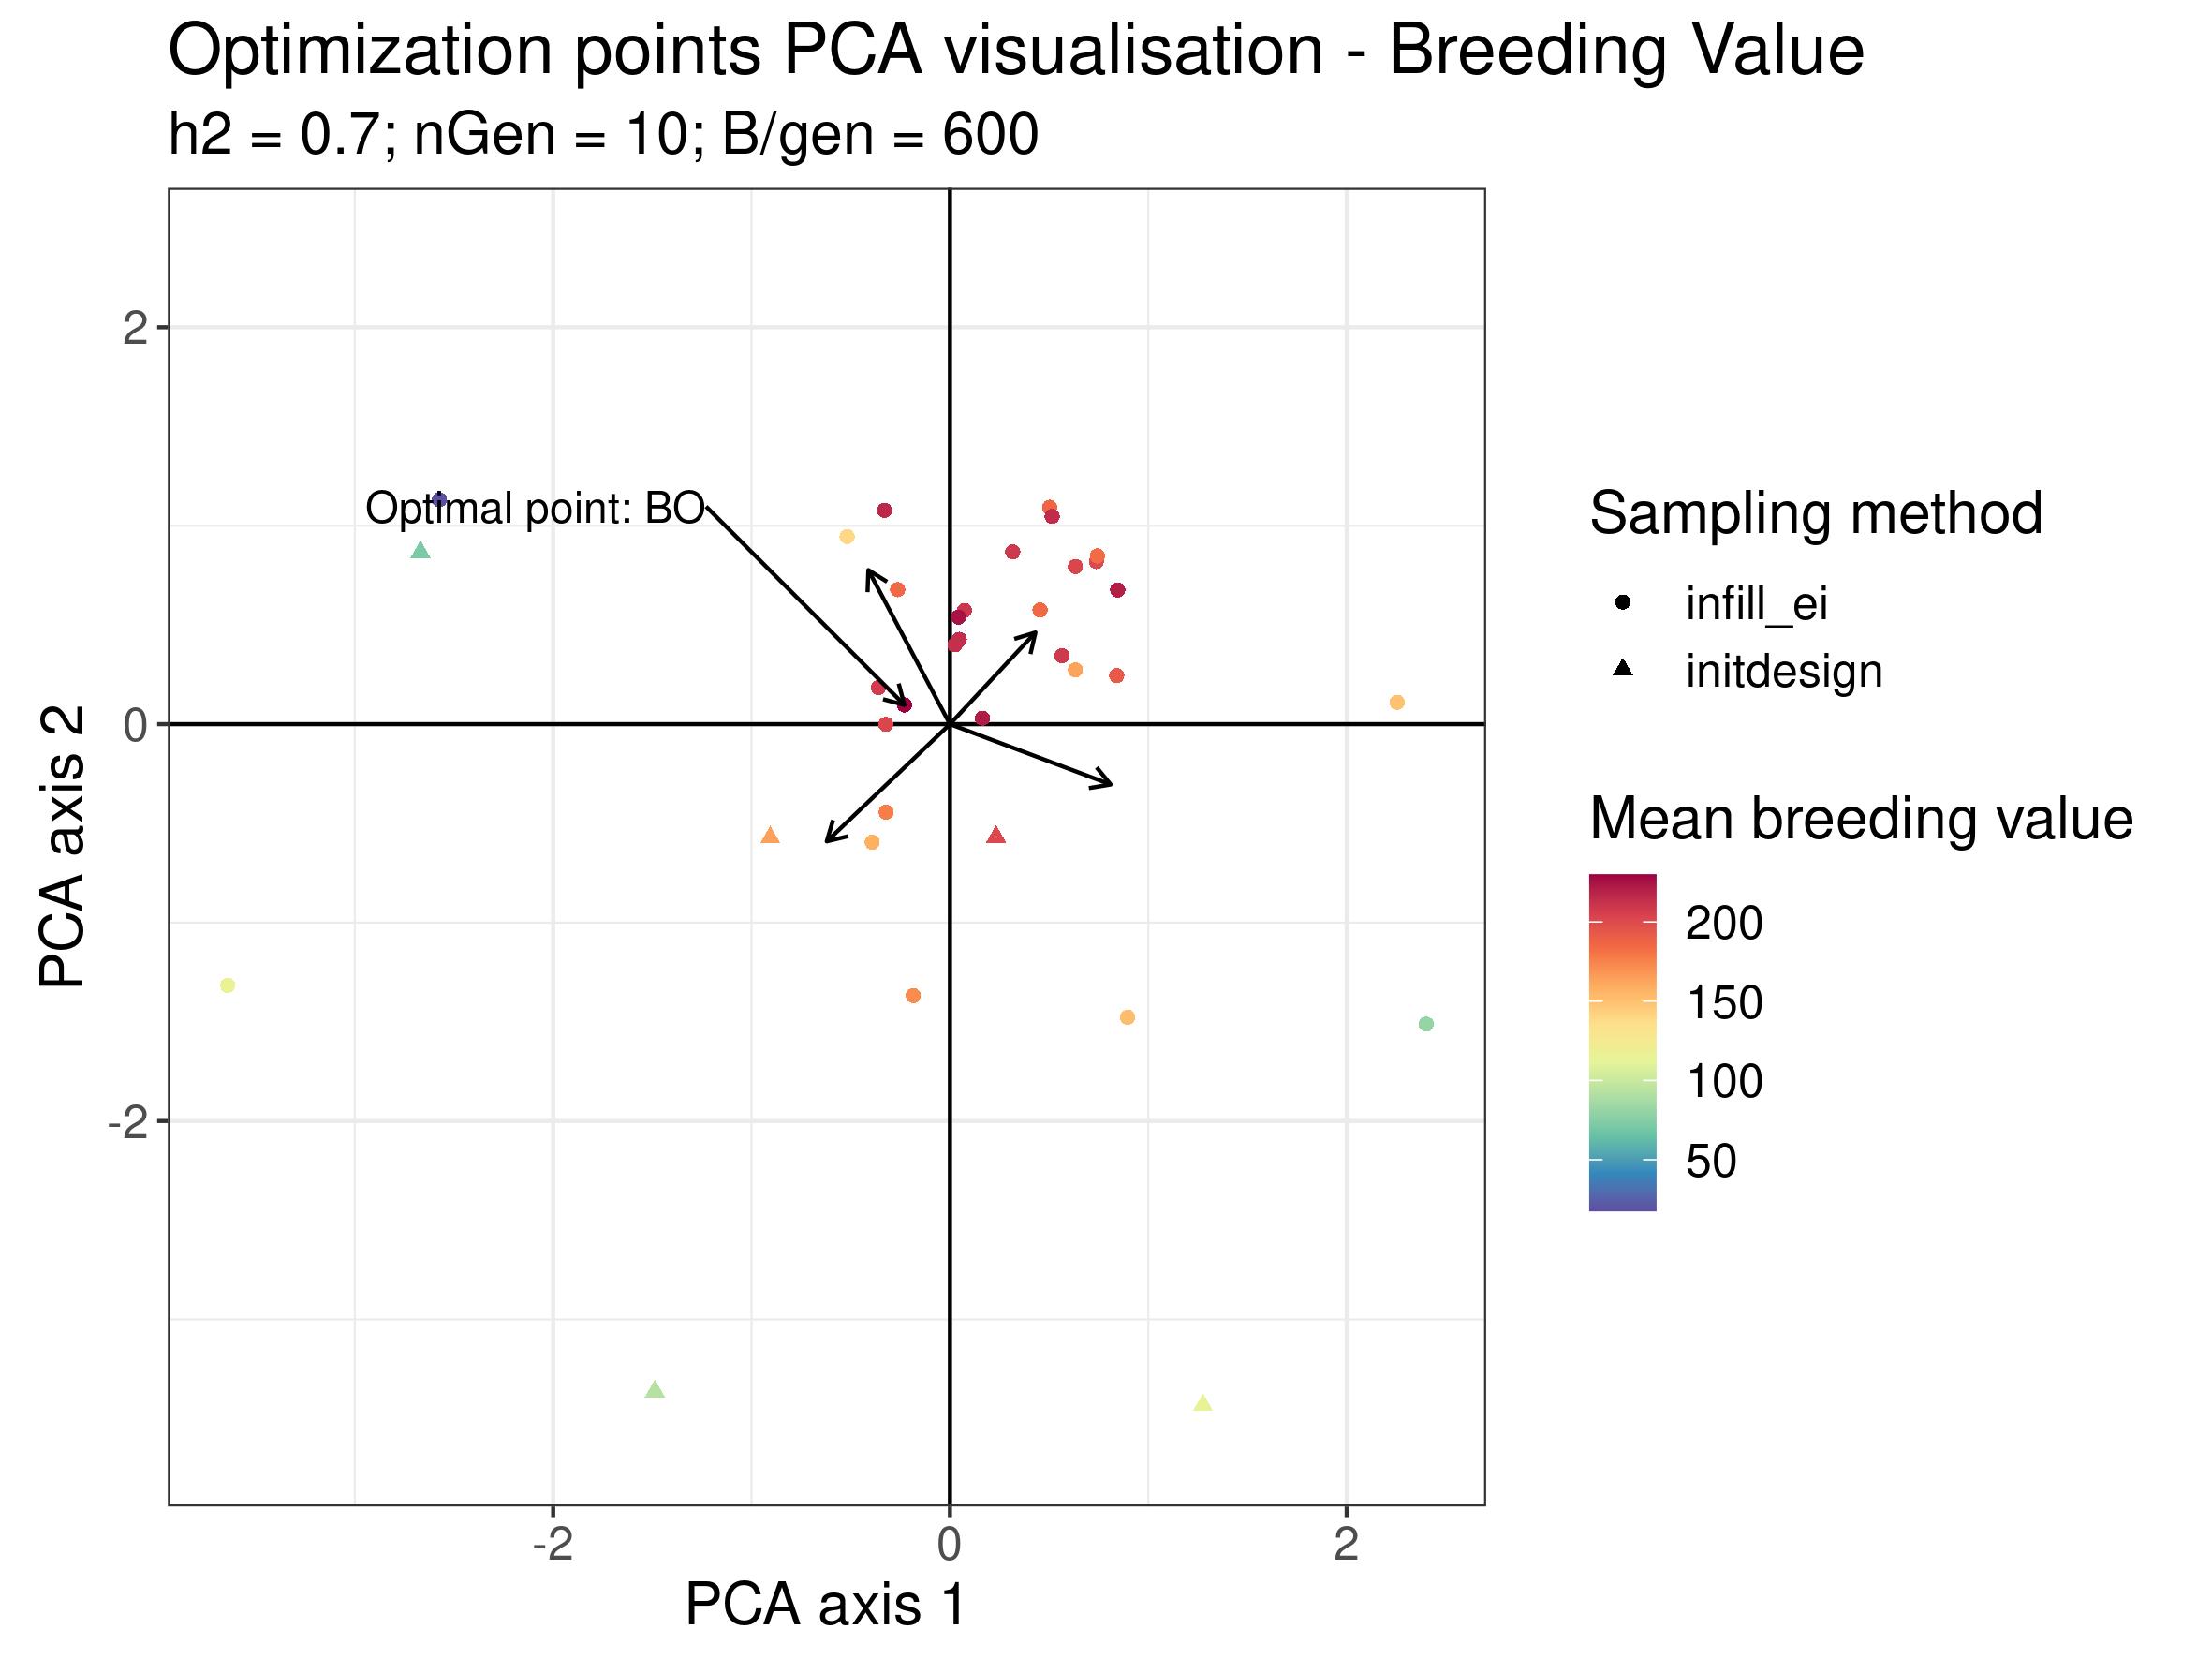 Optimization points PCA visualisation - Breeding Value
h2 = 0.7; nGen = 10; B/gen = 600
PCA axis 2
2
0
-2
Optimal point: BO
-2
0
2
PCA axis 1
Sampling method
infill_ei
initdesign
Mean breeding value
200
150
100
50